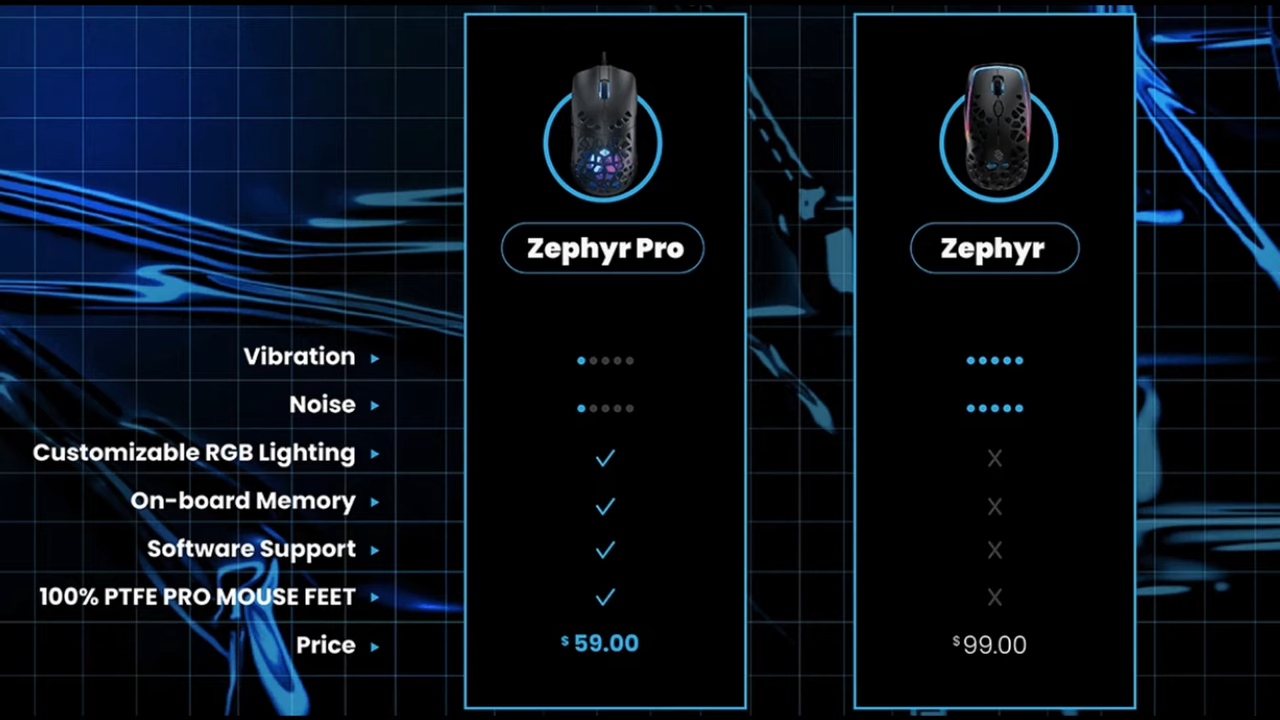 Zephyr Pro
Zephyr
Vibration
Noise
Customizable RGB Lighting
On-board Memory
Software Support
100% PTFE PRO MOUSE FEET
Price
$59.00
$99.00